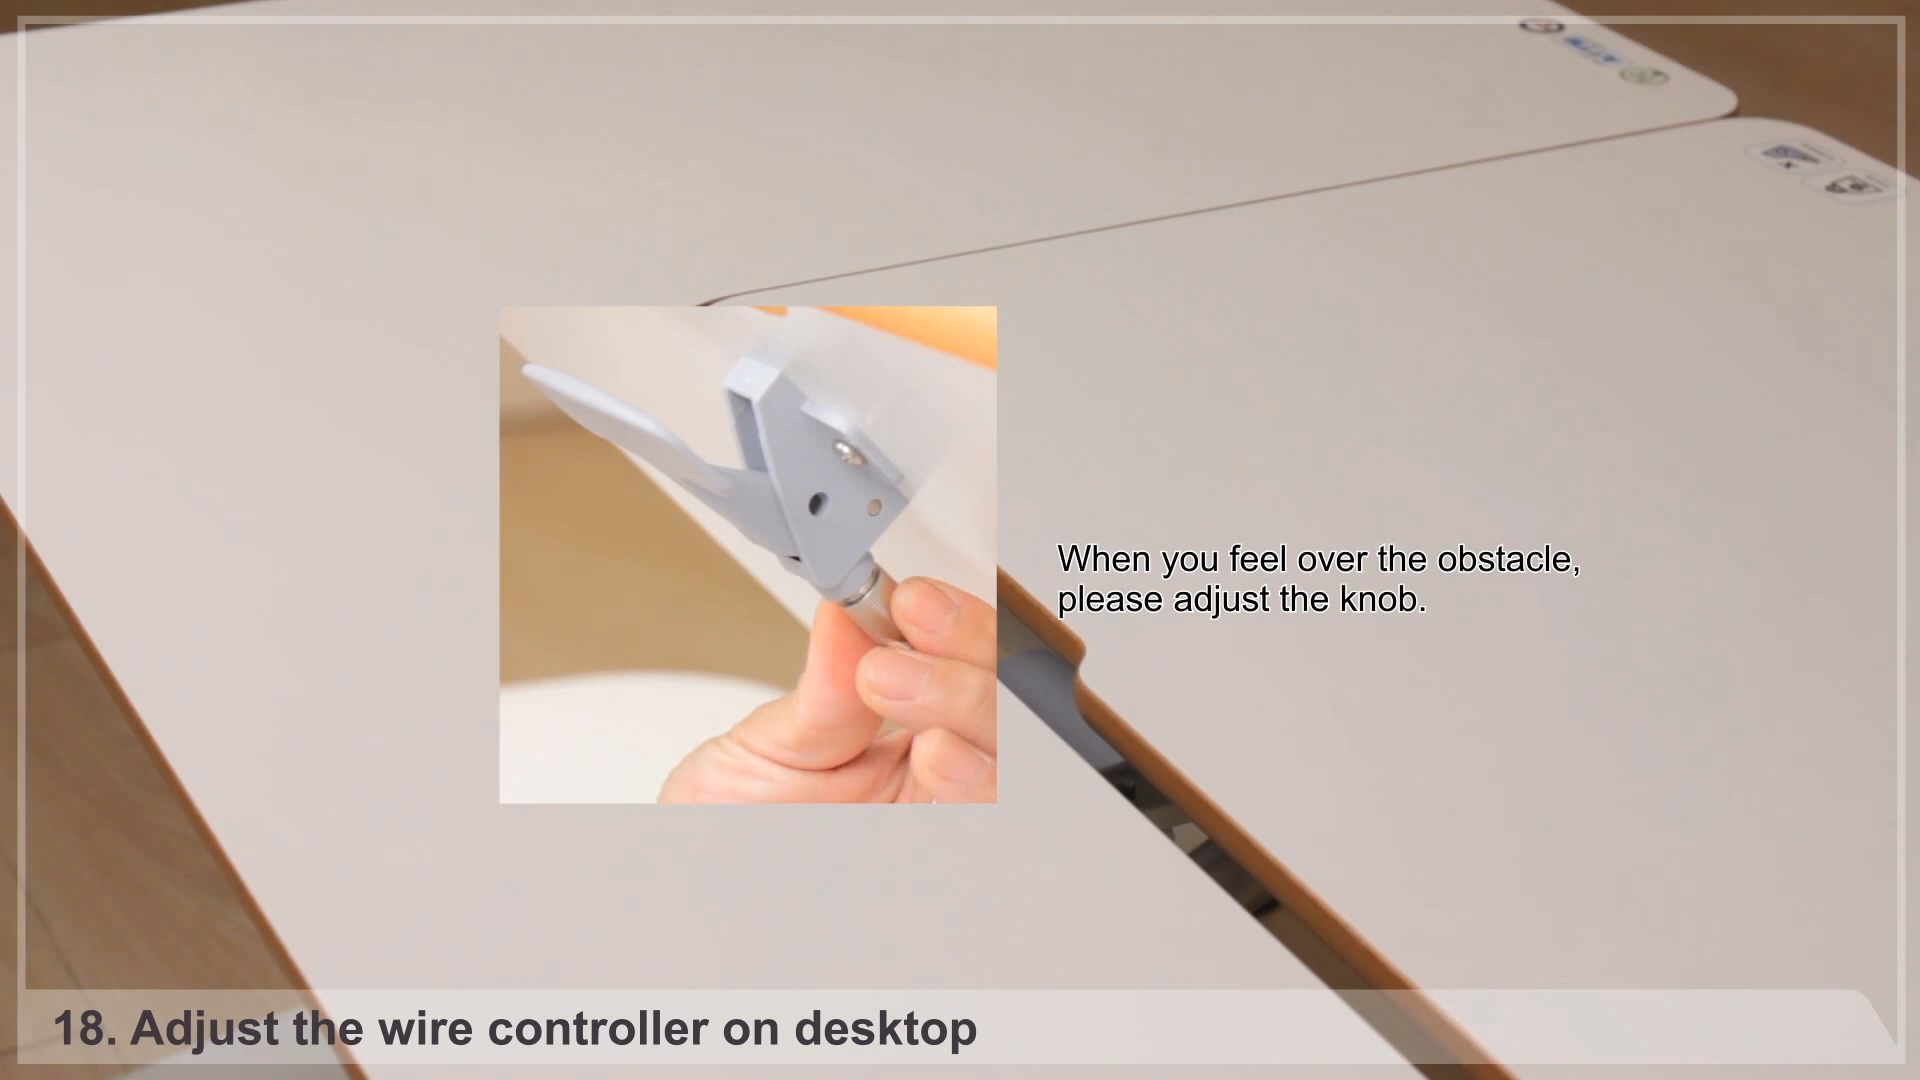 When you feel over the obstacle,
please adjust the knob.
18. Adjust the wire controller on desktop